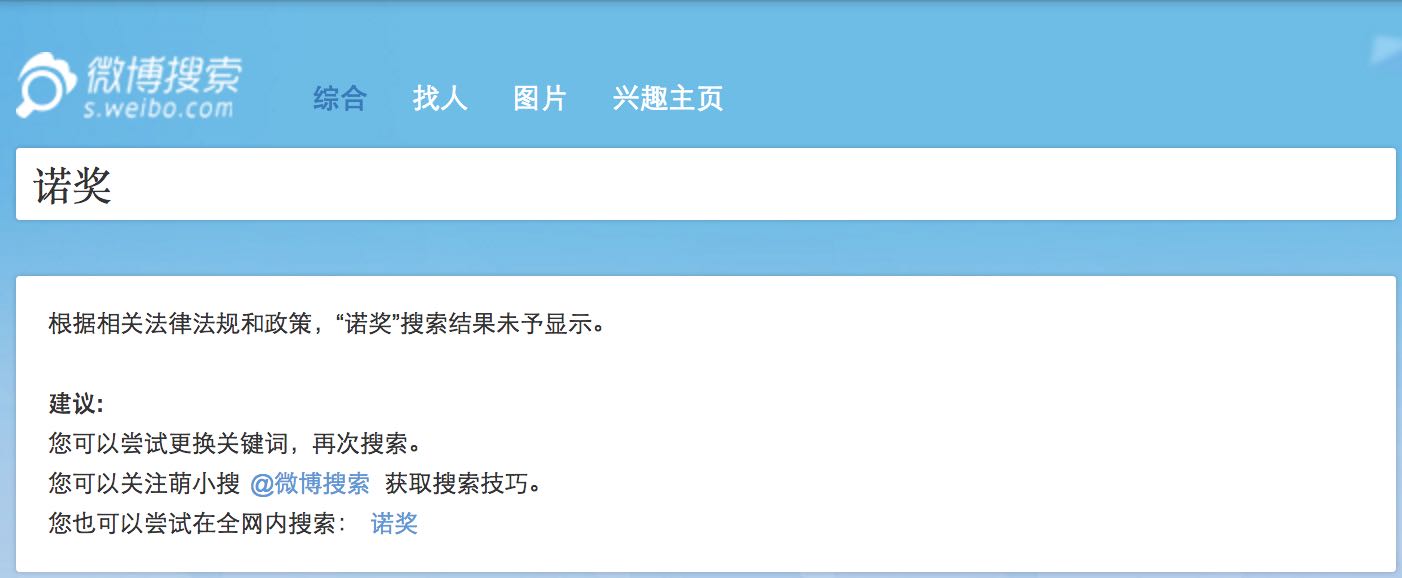 微博搜索
s.weibo.com
综合 找人 图片 兴趣主页
诺奖
根据相关法律法规和政策，“诺奖”搜索结果未予显示。
建议:
您可以尝试更换关键词，再次搜索。
您可以关注萌小搜 @微博搜索 获取搜索技巧。
您也可以尝试在全网内搜索： 诺奖